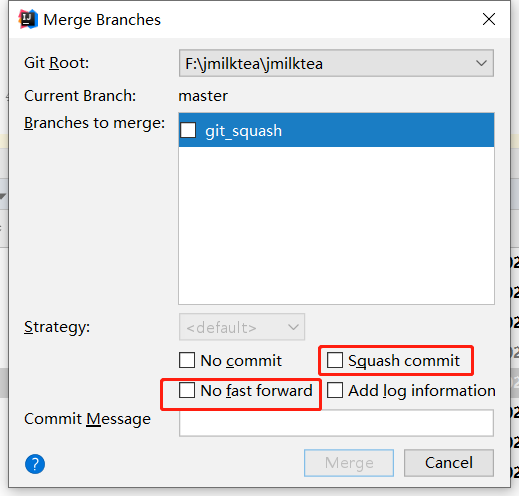 Merge Branches
Git Root:
F:\jmilktea\jmilktea
Current Branch:
master
Branches to merge:
git_squash
Strategy:
<default>
No commit
Squash commit
No fast forward
Add log information
Commit Message
?
Merge
Cancel